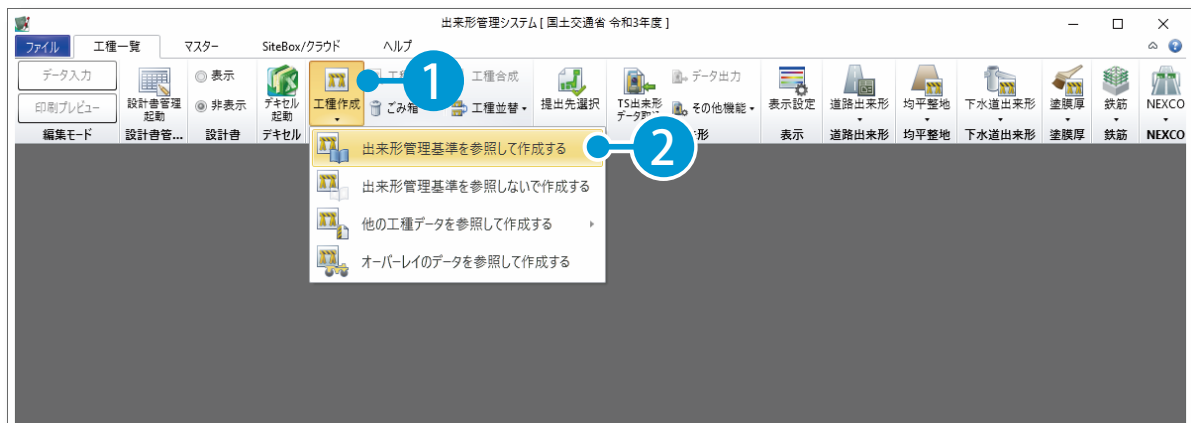 出来形管理システム [ 国土交通省 令和3年度 ]
ファイル 工種一覧 マスター SiteBox/クラウド ヘルプ
データ入力
印刷プレビュー
編集モード
設計書管理
起動
設計書管...
表示
非表示
設計書
デキセル
起動
デキセル
工種作成
1
ごみ箱
工種合成
工種並替
提出先選択
TS出来形
データ出力
その他機能
表示設定
表示
道路出来形
道路出来形
均平整地
均平整地
下水道出来形
下水道出来形
塗膜厚
塗膜厚
鉄筋
鉄筋
NEXCO
NEXCO
出来形管理基準を参照して作成する
2
出来形管理基準を参照しないで作成する
他の工種データを参照して作成する
オーバーレイのデータを参照して作成する